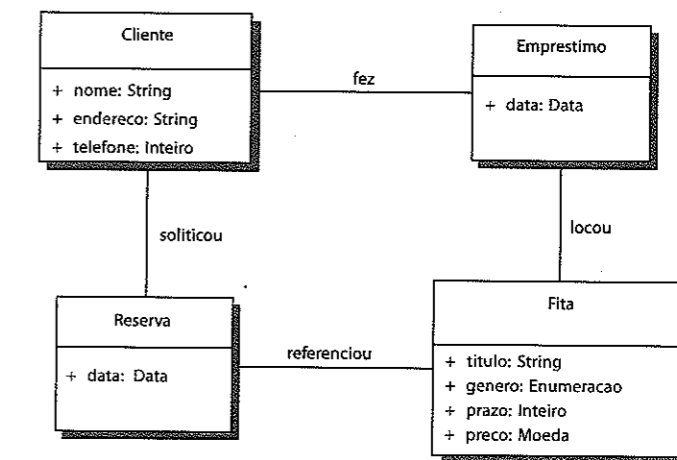 Cliente
+ nome: String
+ endereco: String
+ telefone: Inteiro
fez
Emprestimo
+ data: Data
soliticou
locou
Reserva
+ data: Data
referenciou
Fita
+ titulo: String
+ genero: Enumeracao
+ prazo: Inteiro
+ preco: Moeda